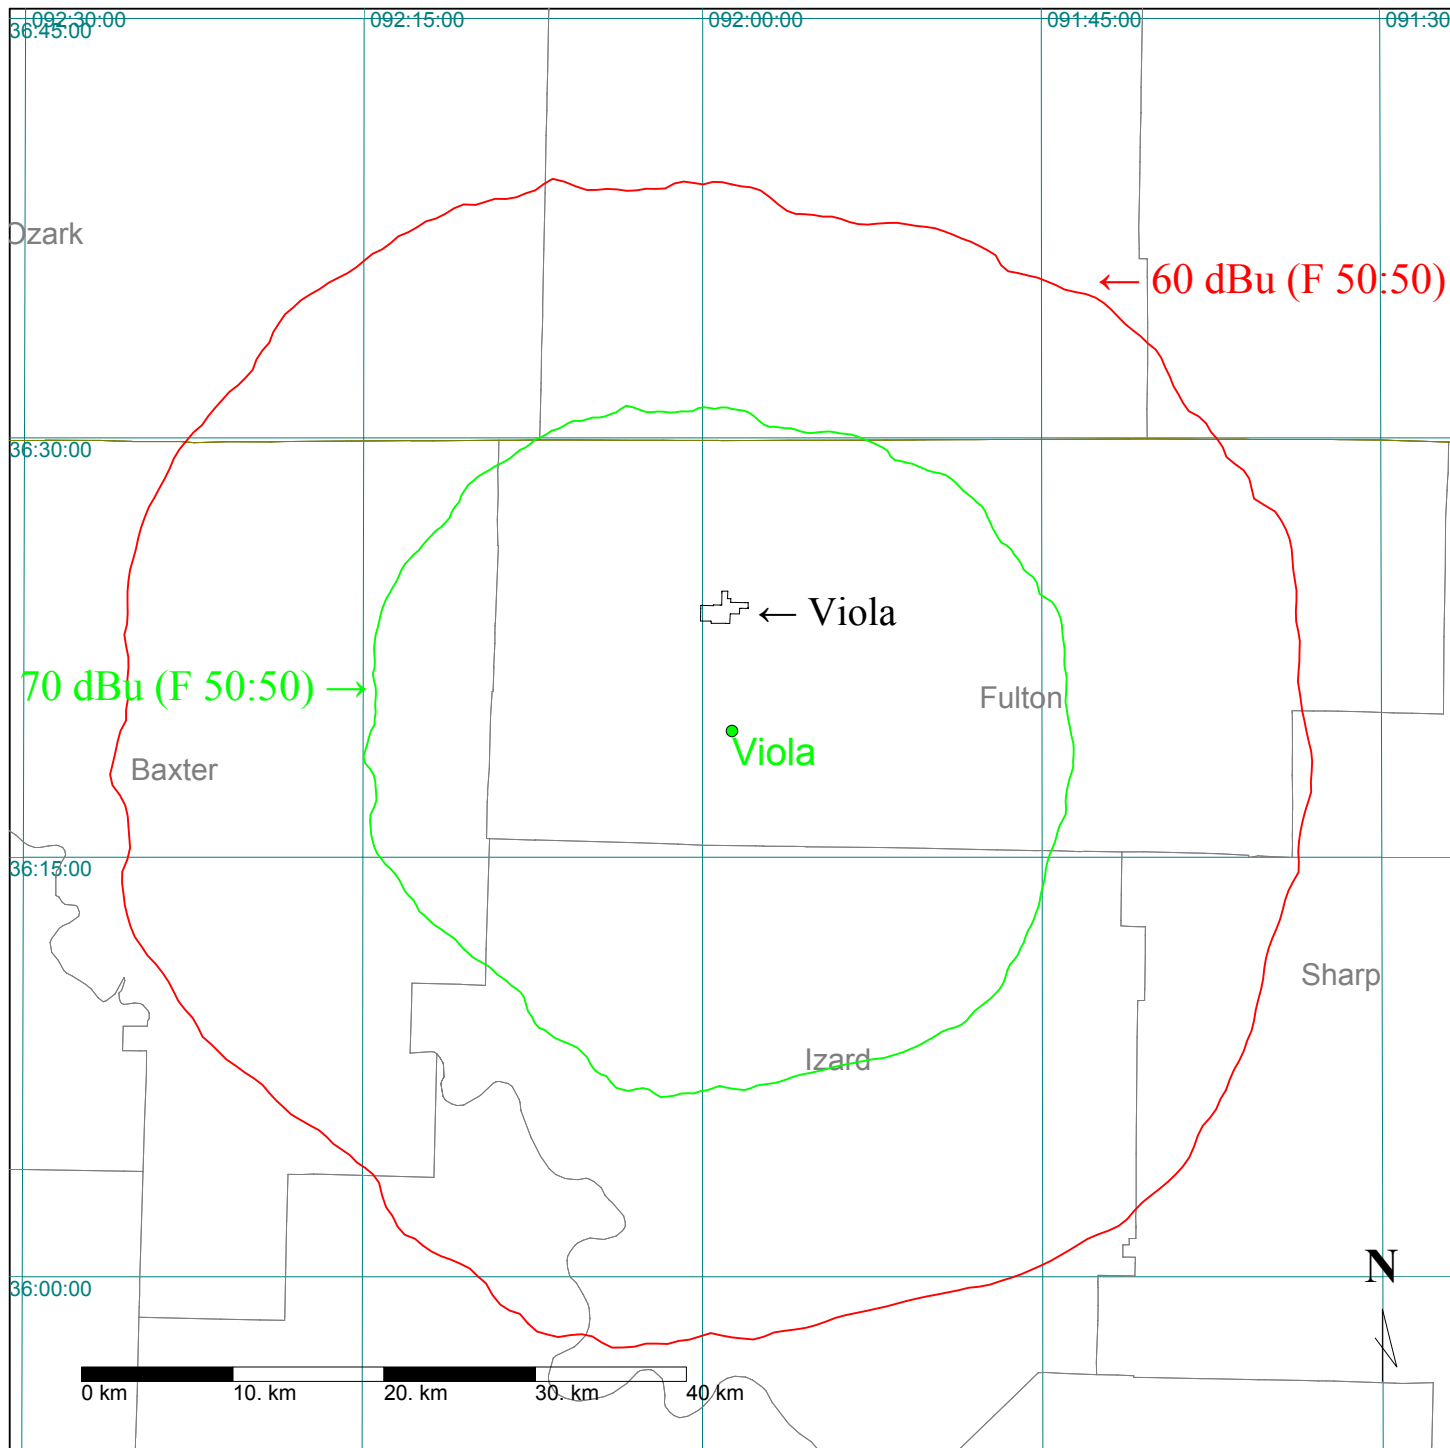 092:30:00
092:15:00
092:00:00
091:45:00
091:30
36:45:00
Ozark
← 60 dBu (F 50:50)
36:30:00
← Viola
70 dBu (F 50:50) →
Fulton
Viola
Baxter
36:15:00
Sharp
Izard
N
36:00:00
0 km 10. km 20. km 30. km 40 km